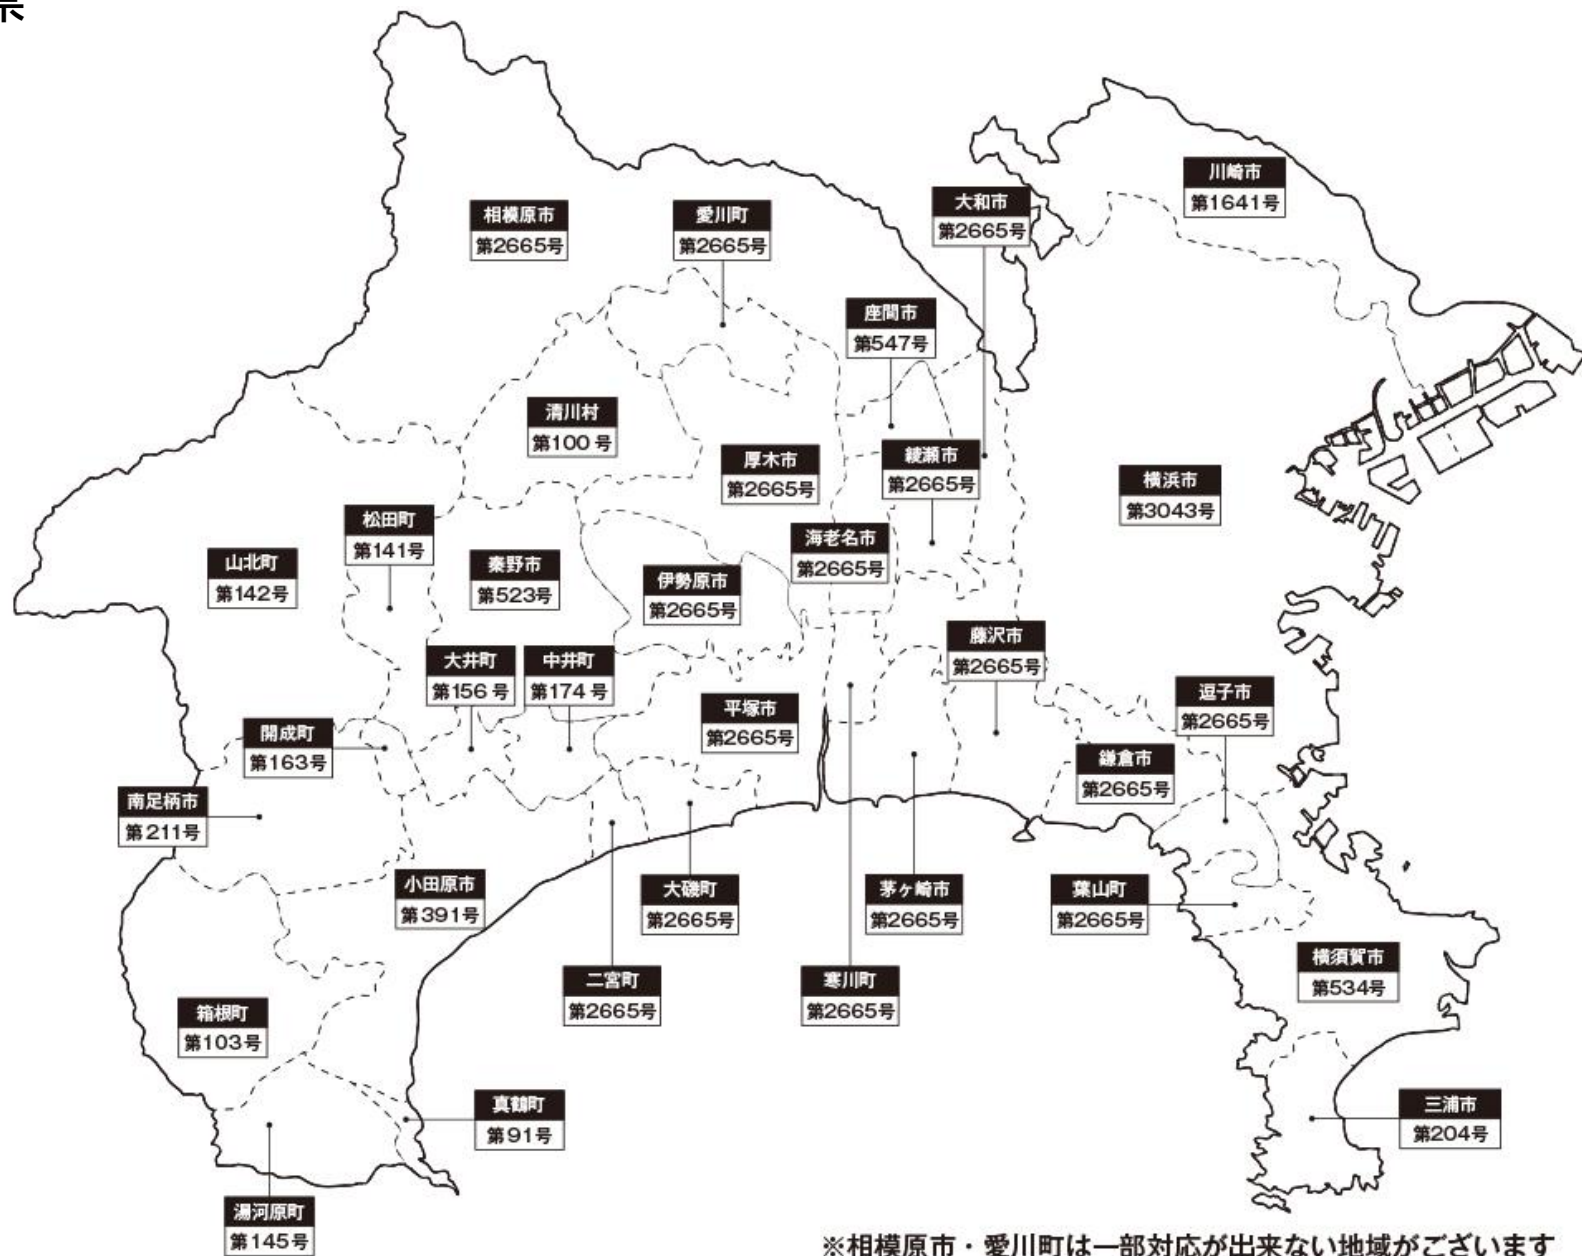 県
川崎市
第1641号
大和市
第2665号
相模原市
第2665号
愛川町
第2665号
座間市
第547号
清川村
第100号
厚木市
第2665号
綾瀬市
第2665号
横浜市
第3043号
松田町
第141号
海老名市
第2665号
山北町
第142号
秦野市
第523号
伊勢原市
第2665号
藤沢市
第2665号
大井町
第156号
中井町
第174号
逗子市
第2665号
平塚市
第2665号
開成町
第163号
鎌倉市
第2665号
南足柄市
第211号
小田原市
第391号
大磯町
第2665号
茅ヶ崎市
第2665号
葉山町
第2665号
横須賀市
第534号
二宮町
第2665号
寒川町
第2665号
箱根町
第103号
真鶴町
第91号
三浦市
第204号
湯河原町
第145号
※相模原市・愛川町は一部対応が出来ない地域がございます